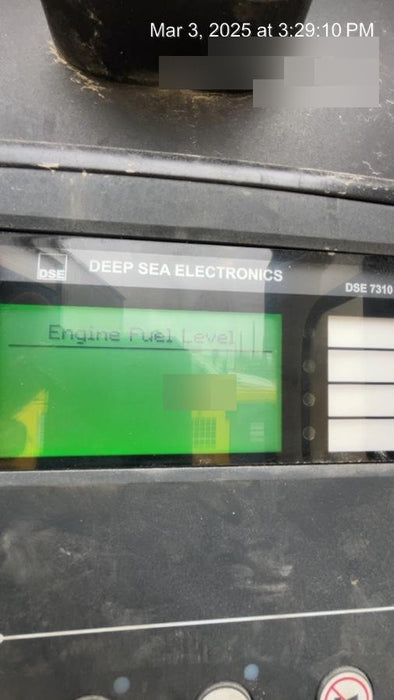 Mar 3, 2025 at 3:29:10 PM
DSE
DEEP SEA ELECTRONICS
DSE 7310
Engine Fuel Level